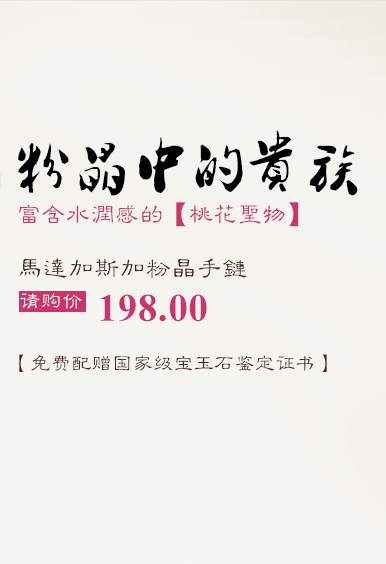 粉晶中的貴族
富含水潤感的【桃花聖物】
馬達加斯加粉晶手鏈
请购价 198.00
【免费配赠国家级宝玉石鉴定证书】